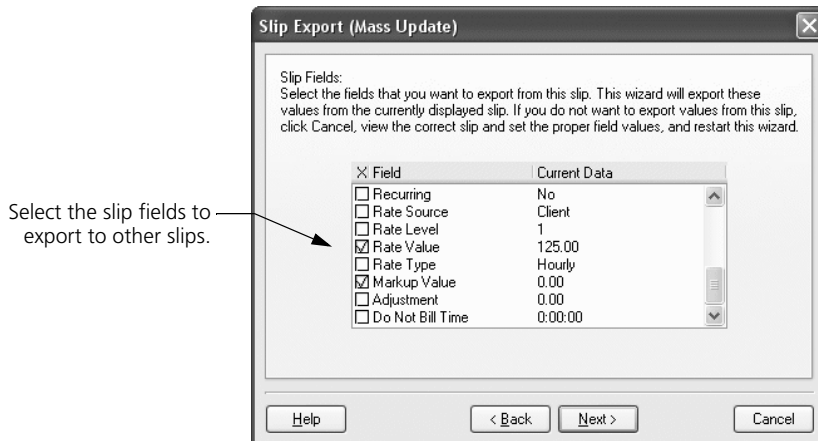 Slip Export (Mass Update)
Slip Fields:
Select the fields that you want to export from this slip. This wizard will export these
values from the currently displayed slip. If you do not want to export values from this slip,
click Cancel, view the correct slip and set the proper field values, and restart this wizard.
X Field Current Data
Recurring No
Rate Source Client
Rate Level 1
Rate Value 125.00
Rate Type Hourly
Markup Value 0.00
Adjustment 0.00
Do Not Bill Time 0:00:00
Select the slip fields to
export to other slips.
Help < Back Next > Cancel